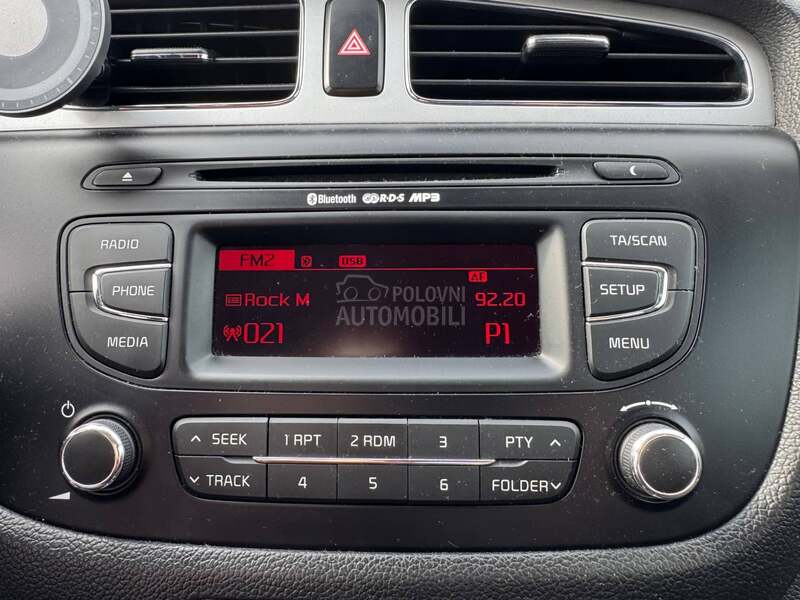 Bluetooth R·D·S MP3
RADIO
PHONE
MEDIA
FM2 USB
AF
Rock M 92.20
021 P1
POLOVNI
AUTOMOBILI
TA/SCAN
SETUP
MENU
SEEK 1 RPT 2 RDM 3 PTY
TRACK 4 5 6 FOLDER